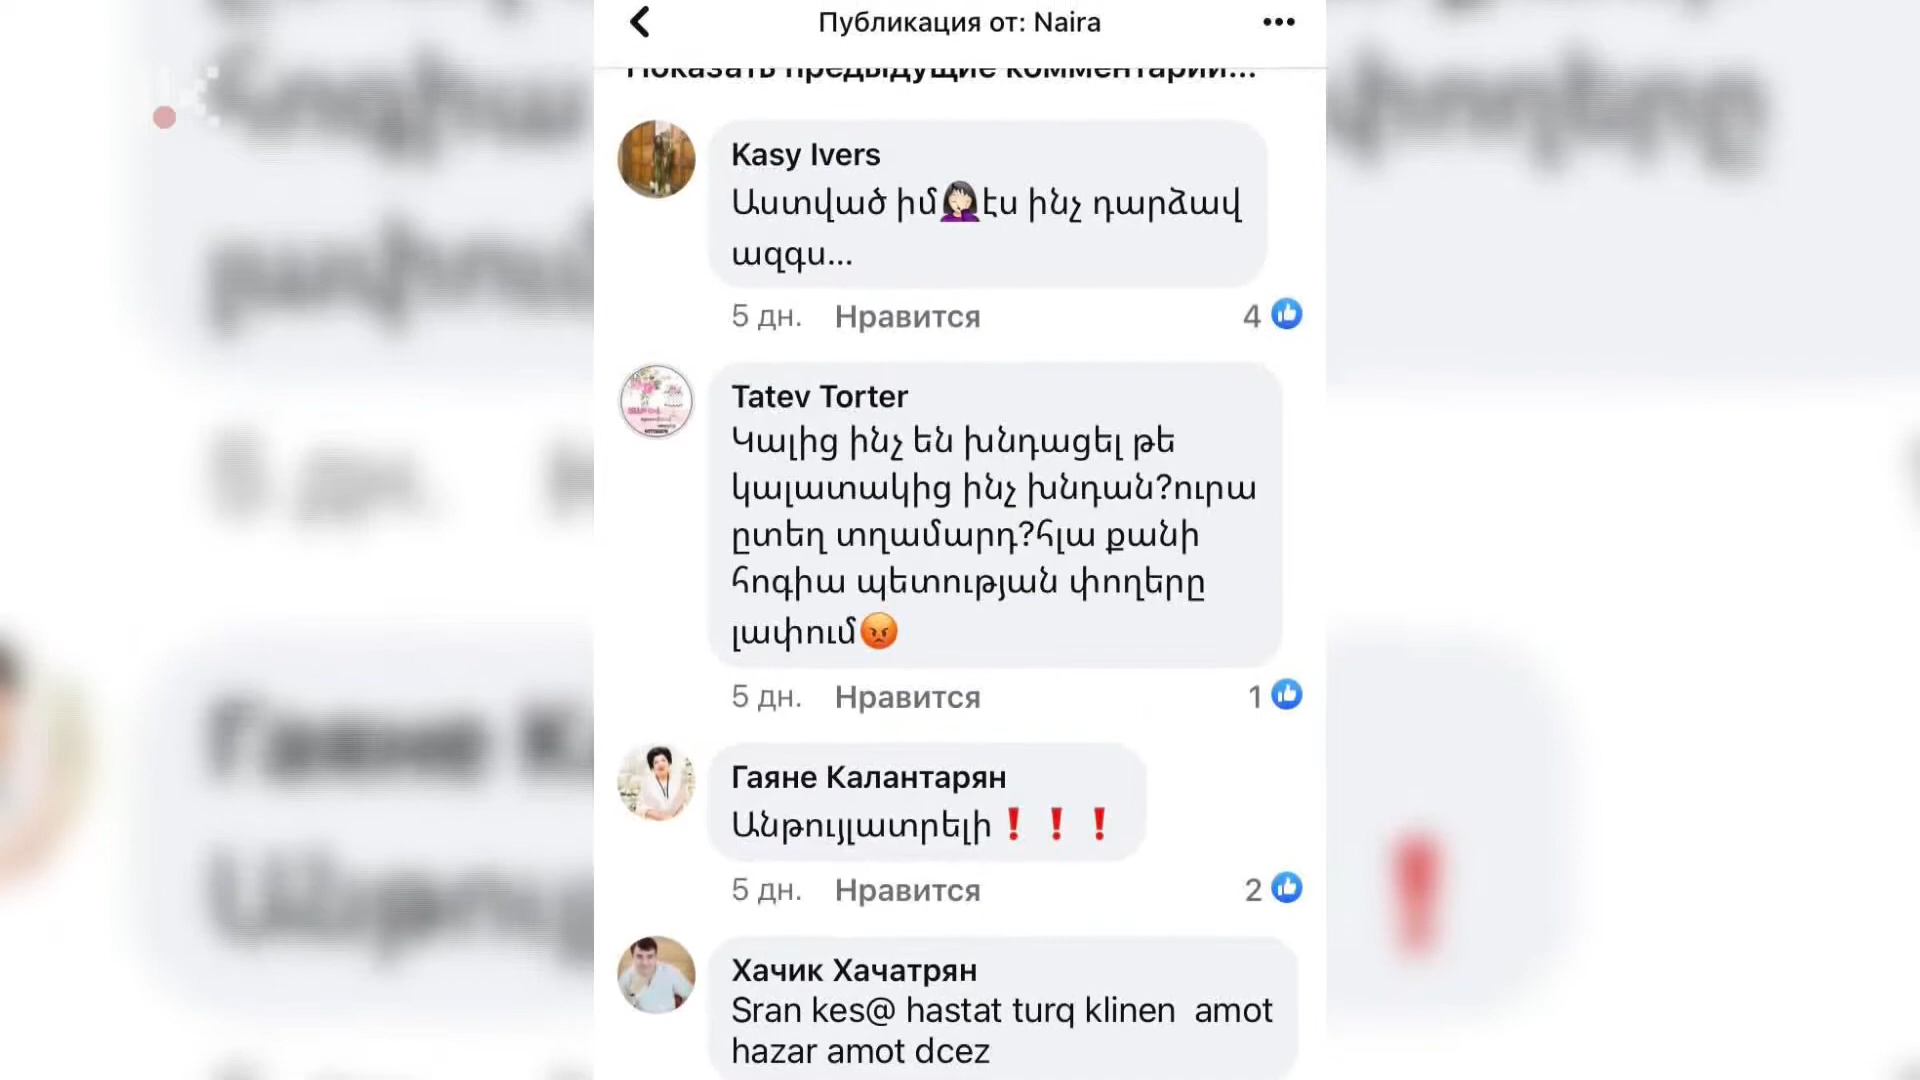 Публикация от: Naira
Показать предыдущие комментарии...
Kasy Ivers
Աստված իմ🤦🏻‍♀️էս ինչ դարձավ
ազգս...
5 дн. Нравится 4
Tatev Torter
Կալից ինչ են խնդացել թե
կալատակից ինչ խնդան?ուրա
ըտեղ տղամարդ?հլա քանի
հոգիա պետության փողերը
լափում😡
5 дн. Нравится 1
Гаяне Калантарян
Անթույլատրելի❗❗❗
5 дн. Нравится 2
Хачик Хачатрян
Sran kes@ hastat turq klinen amot
hazar amot dcez